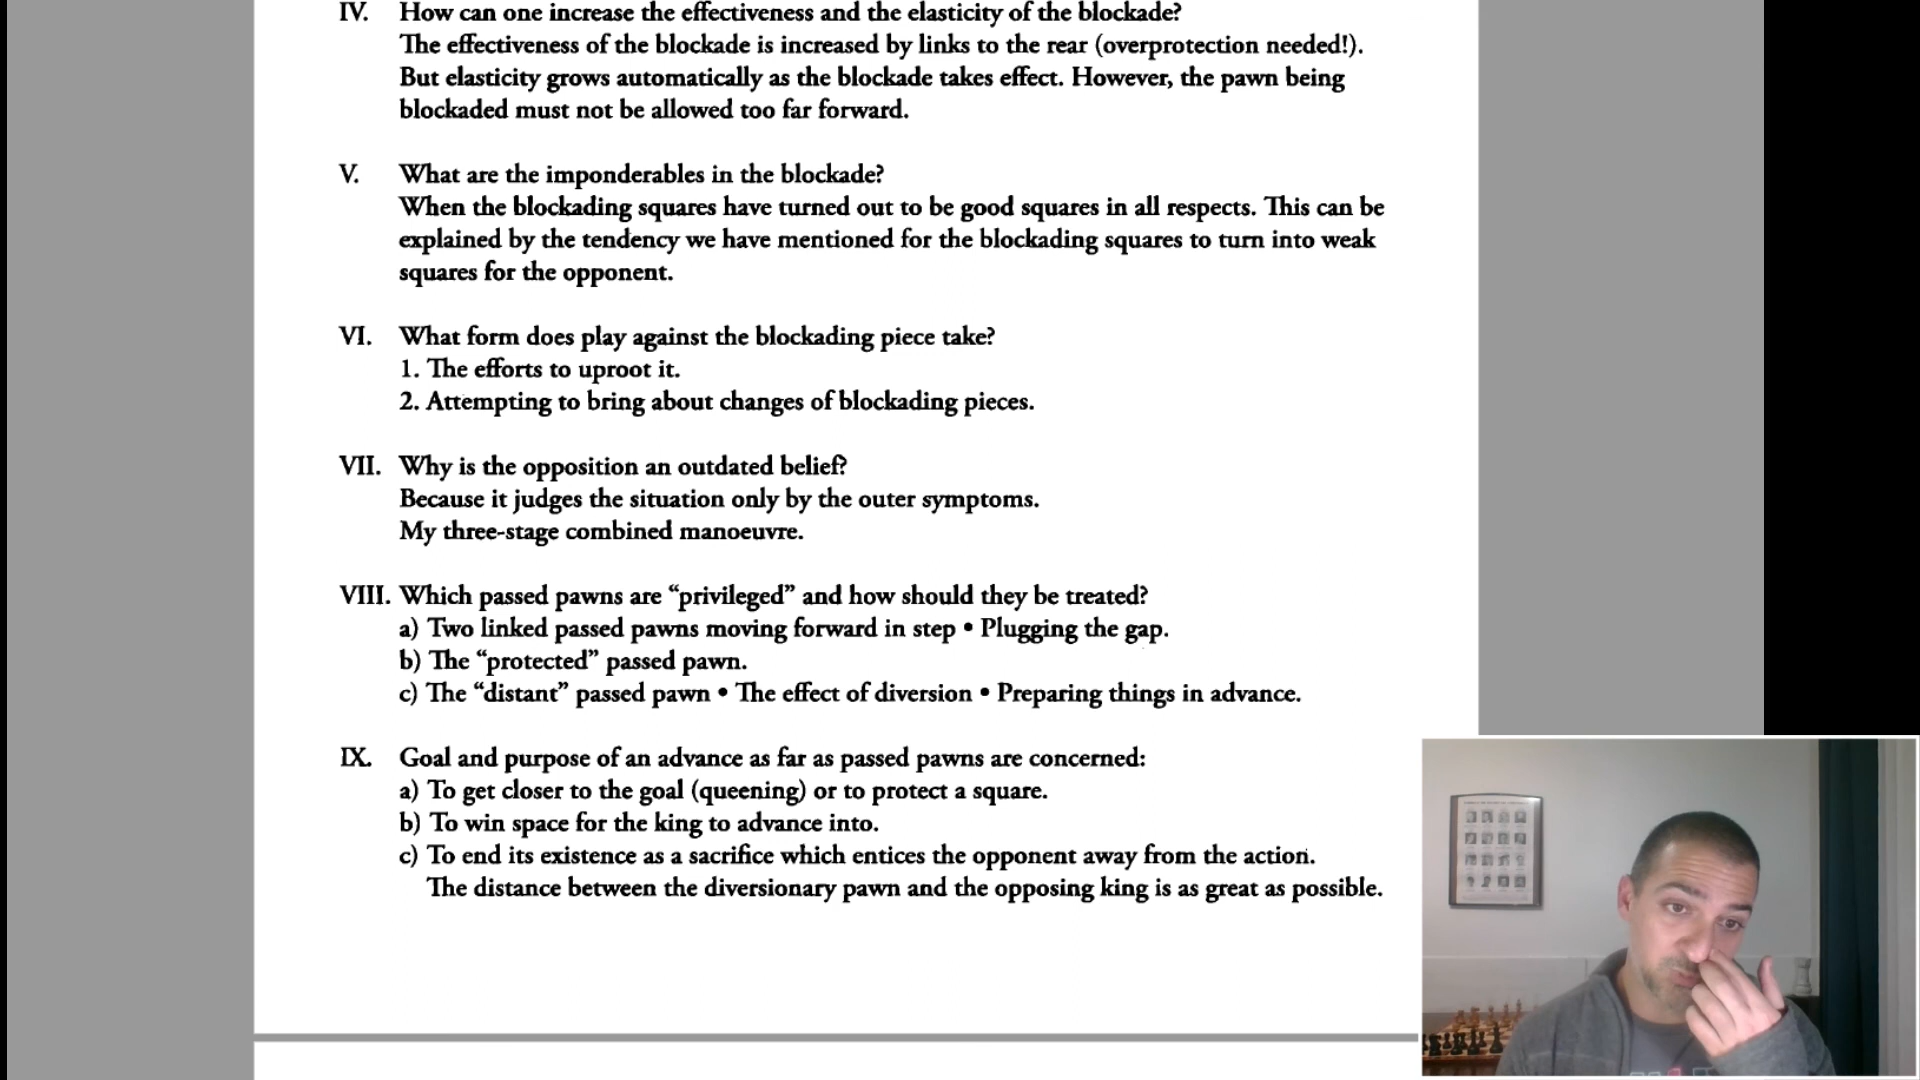 IV. How can one increase the effectiveness and the elasticity of the blockade?
The effectiveness of the blockade is increased by links to the rear (overprotection needed!).
But elasticity grows automatically as the blockade takes effect. However, the pawn being
blockaded must not be allowed too far forward.
V. What are the imponderables in the blockade?
When the blockading squares have turned out to be good squares in all respects. This can be
explained by the tendency we have mentioned for the blockading squares to turn into weak
squares for the opponent.
VI. What form does play against the blockading piece take?
1. The efforts to uproot it.
2. Attempting to bring about changes of blockading pieces.
VII. Why is the opposition an outdated belief?
Because it judges the situation only by the outer symptoms.
My three-stage combined manoeuvre.
VIII. Which passed pawns are “privileged” and how should they be treated?
a) Two linked passed pawns moving forward in step • Plugging the gap.
b) The “protected” passed pawn.
c) The “distant” passed pawn • The effect of diversion • Preparing things in advance.
IX. Goal and purpose of an advance as far as passed pawns are concerned:
a) To get closer to the goal (queening) or to protect a square.
b) To win space for the king to advance into.
c) To end its existence as a sacrifice which entices the opponent away from the action.
The distance between the diversionary pawn and the opposing king is as great as possible.